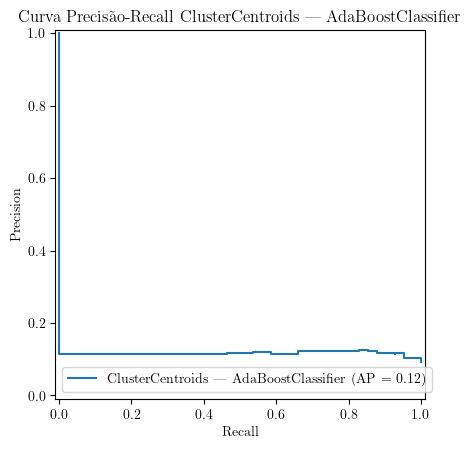 Curva Precisão-Recall ClusterCentroids — AdaBoostClassifier
1.0
0.8
0.6
0.4
0.2
0.0
Precision
ClusterCentroids — AdaBoostClassifier (AP = 0.12)
0.0 0.2 0.4 0.6 0.8 1.0
Recall